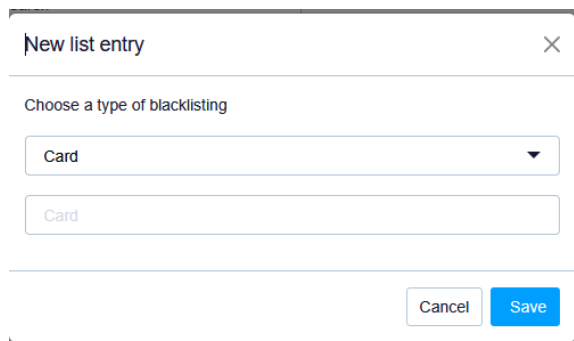 New list entry
Choose a type of blacklisting
Card
Card
Cancel Save